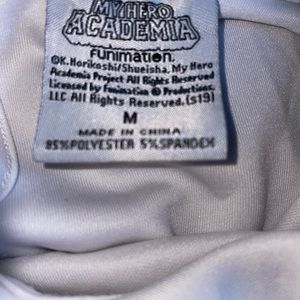 MY HERO
ACADEMIA
FUNIMATION.
©K. Horikoshi/Shueisha, My Hero
Academia Project All Rights Reserved.
Licensed by Funimation® Productions,
LLC All Rights Reserved. (s19)
M
MADE IN CHINA
95%POLYESTER 5%SPANDEX